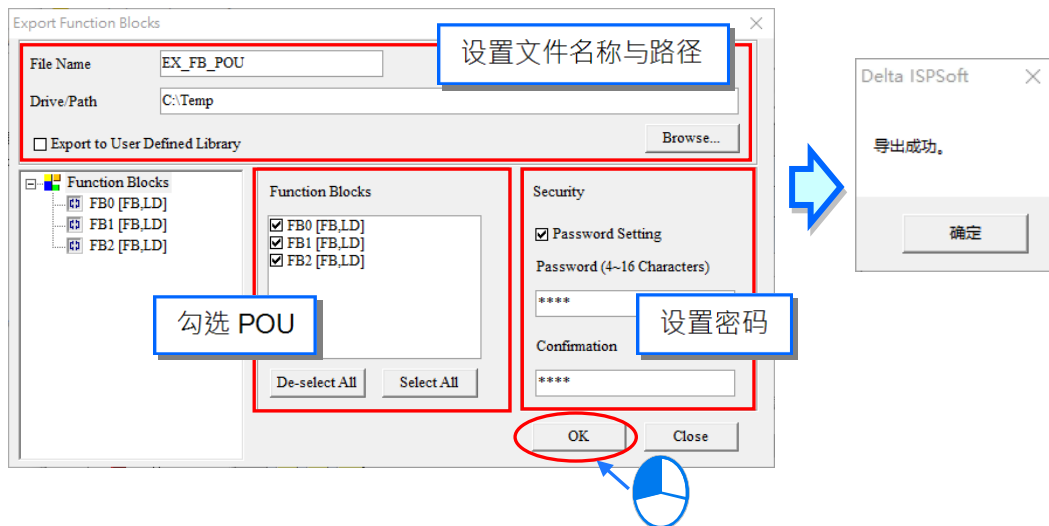 Export Function Blocks
设置文件名称与路径
File Name
EX_FB_POU
Drive/Path
C:\Temp
Export to User Defined Library
Browse...
Function Blocks
FB0 [FB,LD]
FB1 [FB,LD]
FB2 [FB,LD]
Function Blocks
FB0 [FB,LD]
FB1 [FB,LD]
FB2 [FB,LD]
勾选 POU
De-select All
Select All
Security
Password Setting
Password (4~16 Characters)
****
设置密码
Confirmation
****
OK
Close
Delta ISPSoft
导出成功。
确定